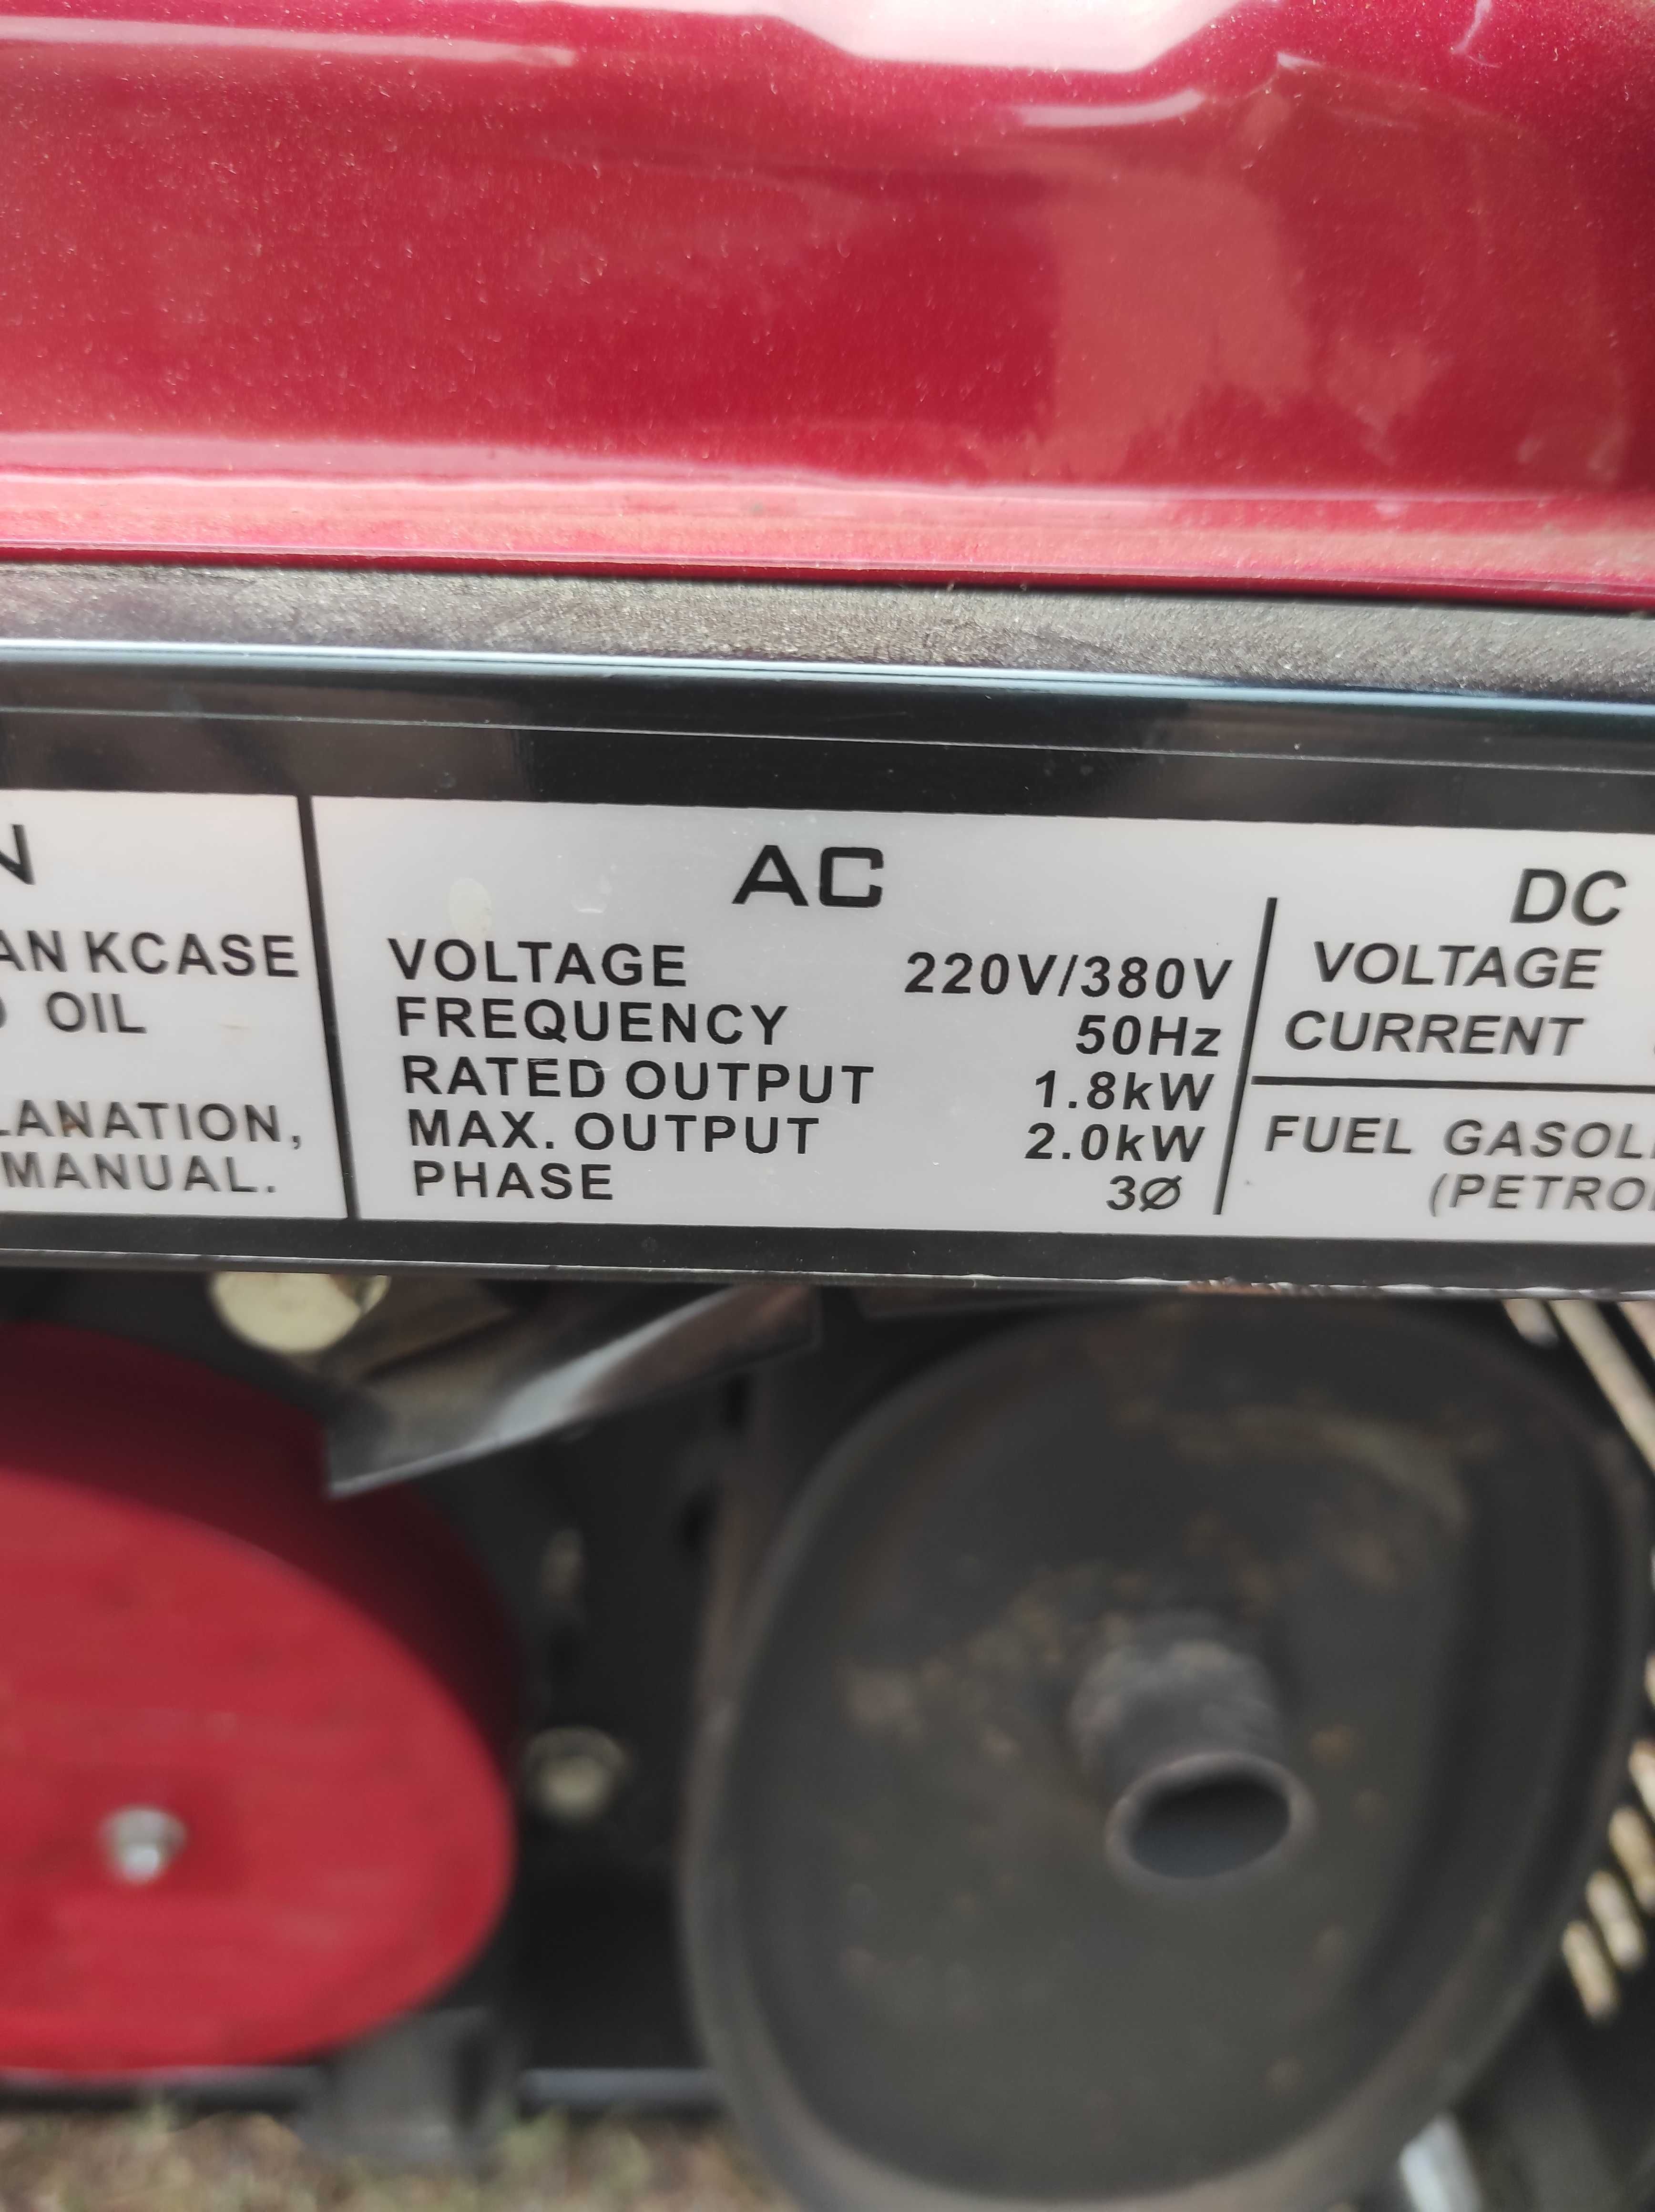 N
AN KCASE
OIL
LANATION,
MANUAL.
AC
VOLTAGE 220V/380V
FREQUENCY 50Hz
RATED OUTPUT 1.8kW
MAX. OUTPUT 2.0kW
PHASE 3Ø
DC
VOLTAGE
CURRENT
FUEL GASOLI
(PETRO